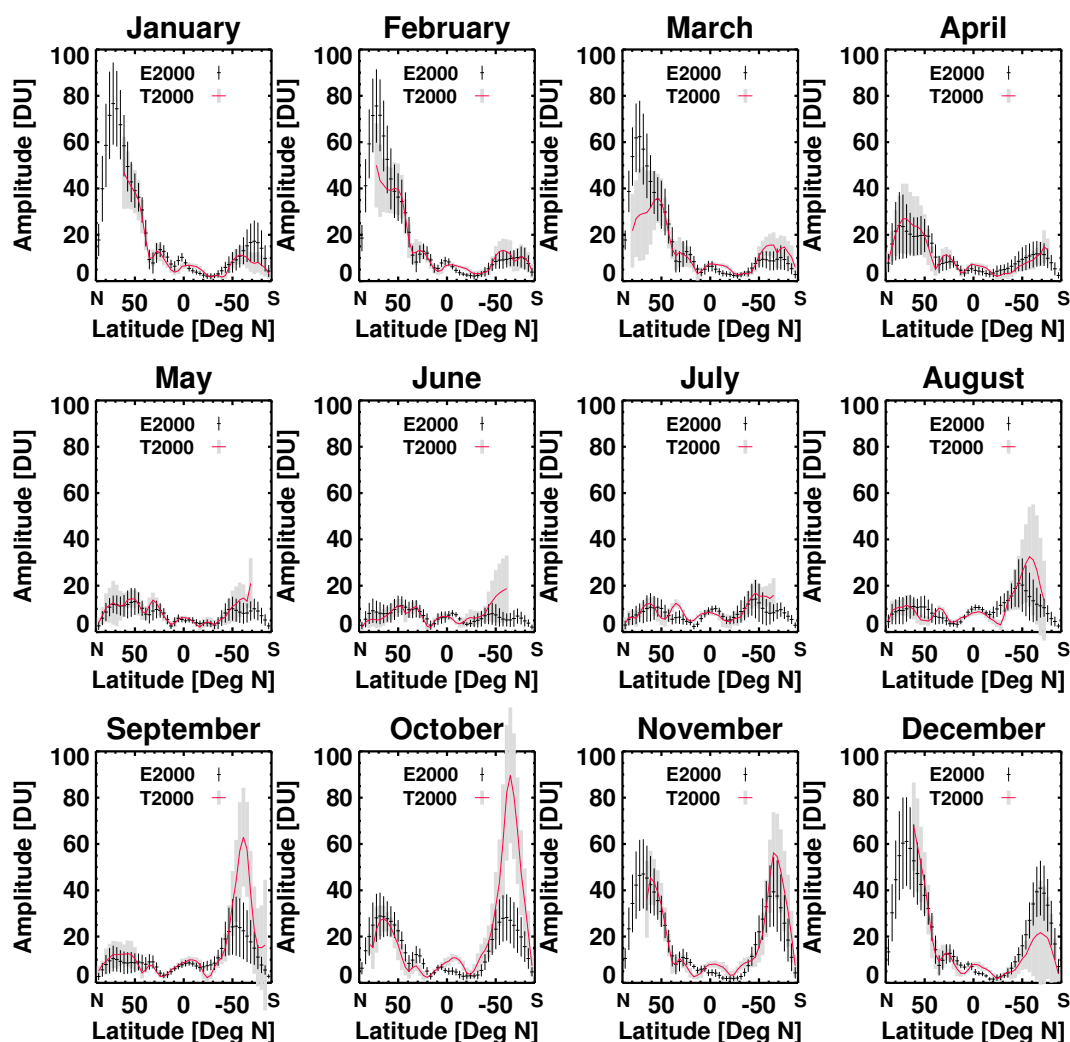 January February March April
100 100 100 100
E2000 E2000 E2000 E2000
T2000 T2000 T2000 T2000
80 80 80 80
60 60 60 60
40 40 40 40
20 20 20 20
0 0 0 0
Amplitude [DU] Amplitude [DU] Amplitude [DU] Amplitude [DU]
N 50 0 -50 S N 50 0 -50 S N 50 0 -50 S N 50 0 -50 S
Latitude [Deg N] Latitude [Deg N] Latitude [Deg N] Latitude [Deg N]
May June July August
100 100 100 100
E2000 E2000 E2000 E2000
T2000 T2000 T2000 T2000
80 80 80 80
60 60 60 60
40 40 40 40
20 20 20 20
0 0 0 0
Amplitude [DU] Amplitude [DU] Amplitude [DU] Amplitude [DU]
N 50 0 -50 S N 50 0 -50 S N 50 0 -50 S N 50 0 -50 S
Latitude [Deg N] Latitude [Deg N] Latitude [Deg N] Latitude [Deg N]
September October November December
100 100 100 100
E2000 E2000 E2000 E2000
T2000 T2000 T2000 T2000
80 80 80 80
60 60 60 60
40 40 40 40
20 20 20 20
0 0 0 0
Amplitude [DU] Amplitude [DU] Amplitude [DU] Amplitude [DU]
N 50 0 -50 S N 50 0 -50 S N 50 0 -50 S N 50 0 -50 S
Latitude [Deg N] Latitude [Deg N] Latitude [Deg N] Latitude [Deg N]